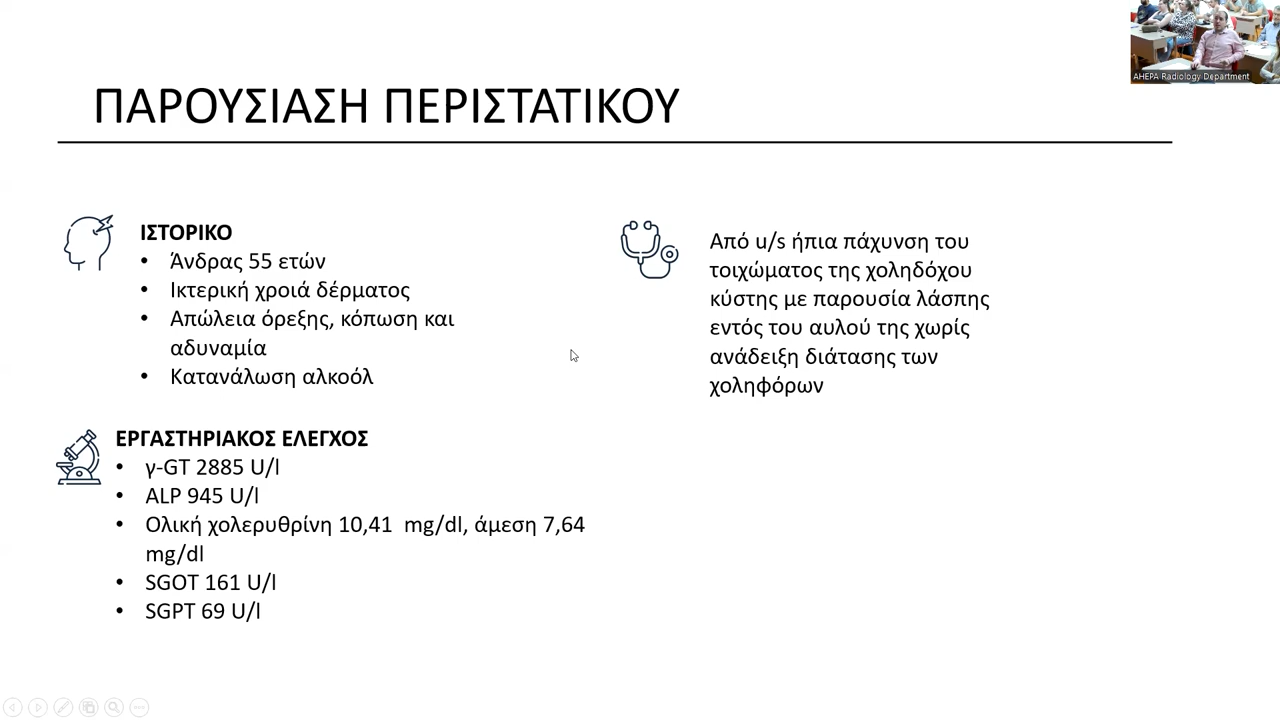 AHEPA Radiology Department
ΠΑΡΟΥΣΙΑΣΗ ΠΕΡΙΣΤΑΤΙΚΟΥ
ΙΣΤΟΡΙΚΟ
• Άνδρας 55 ετών
• Ικτερική χροιά δέρματος
• Απώλεια όρεξης, κόπωση και
αδυναμία
• Κατανάλωση αλκοόλ
ΕΡΓΑΣΤΗΡΙΑΚΟΣ ΕΛΕΓΧΟΣ
• γ-GT 2885 U/l
• ALP 945 U/l
• Ολική χολερυθρίνη 10,41 mg/dl, άμεση 7,64
mg/dl
• SGOT 161 U/l
• SGPT 69 U/l
Από u/s ήπια πάχυνση του
τοιχώματος της χοληδόχου
κύστης με παρουσία λάσπης
εντός του αυλού της χωρίς
ανάδειξη διάτασης των
χοληφόρων